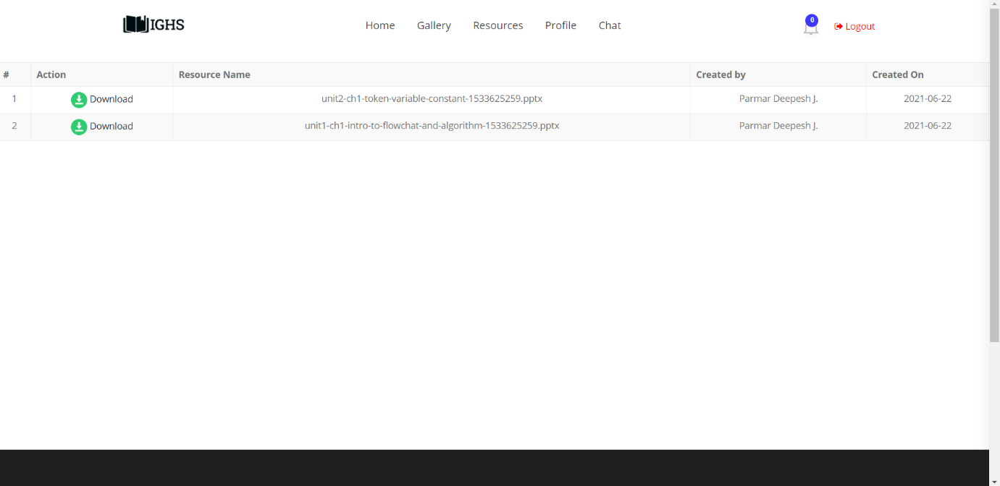 IGHS Home Gallery Resources Profile Chat 0 Logout
# Action Resource Name Created by Created On
1 Download unit2-ch1-token-variable-constant-1533625259.pptx Parmar Deepesh J. 2021-06-22
2 Download unit1-ch1-intro-to-flowchat-and-algorithm-1533625259.pptx Parmar Deepesh J. 2021-06-22